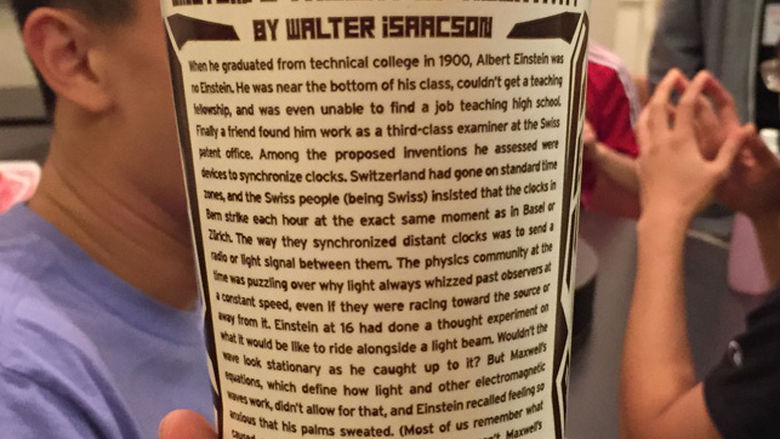 BY WALTER ISAACSON
When he graduated from technical college in 1900, Albert Einstein was
no Einstein. He was near the bottom of his class, couldn't get a teaching
fellowship, and was even unable to find a job teaching high school.
Finally a friend found him work as a third-class examiner at the Swiss
patent office. Among the proposed inventions he assessed were
devices to synchronize clocks. Switzerland had gone on standard time
zones, and the Swiss people (being Swiss) insisted that the clocks in
Bern strike each hour at the exact same moment as in Basel or
Zürich. The way they synchronized distant clocks was to send a
radio or light signal between them. The physics community at the
time was puzzling over why light always whizzed past observers at
a constant speed, even if they were racing toward the source or
away from it. Einstein at 16 had done a thought experiment on
what it would be like to ride alongside a light beam. Wouldn't the
wave look stationary as he caught up to it? But Maxwell's
equations, which define how light and other electromagnetic
waves work, didn't allow for that, and Einstein recalled feeling so
anxious that his palms sweated. (Most of us remember what
caused Maxwell's